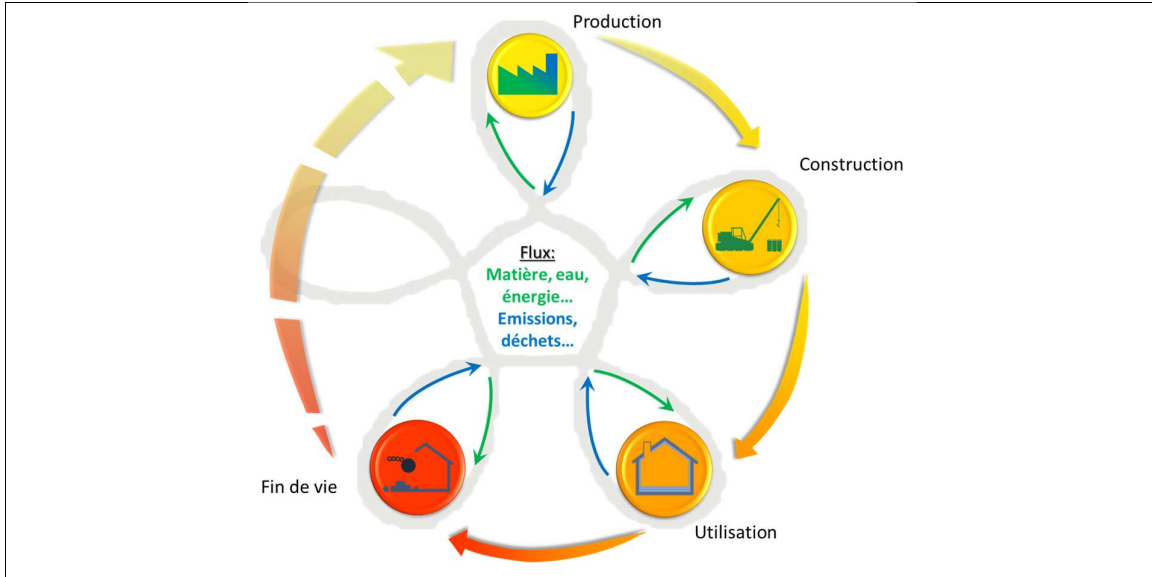 Production
Construction
Flux:
Matière, eau,
énergie...
Emissions,
déchets...
Fin de vie
Utilisation